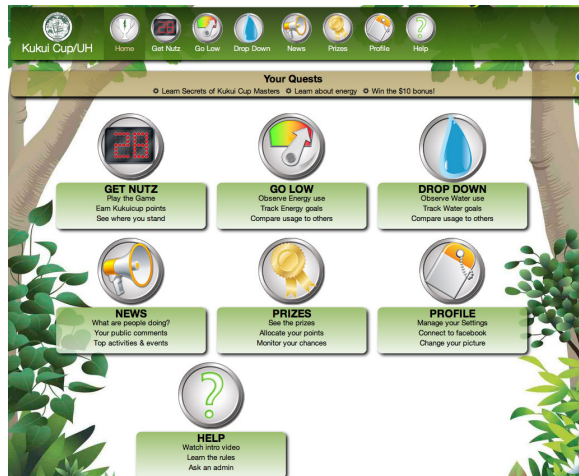 Kukui Cup/UH
Home
Get Nutz
Go Low
Drop Down
News
Prizes
Profile
Help
Your Quests
Learn Secrets of Kukui Cup Masters Learn about energy Win the $10 bonus!
28
28
GET NUTZ
Play the Game
Earn Kukuicup points
See where you stand
GO LOW
Observe Energy use
Track Energy goals
Compare usage to others
DROP DOWN
Observe Water use
Track Water goals
Compare usage to others
NEWS
What are people doing?
Your public comments
Top activities & events
PRIZES
See the prizes
Allocate your points
Monitor your chances
PROFILE
Manage your Settings
Connect to facebook
Change your picture
?
HELP
Watch intro video
Learn the rules
Ask an admin